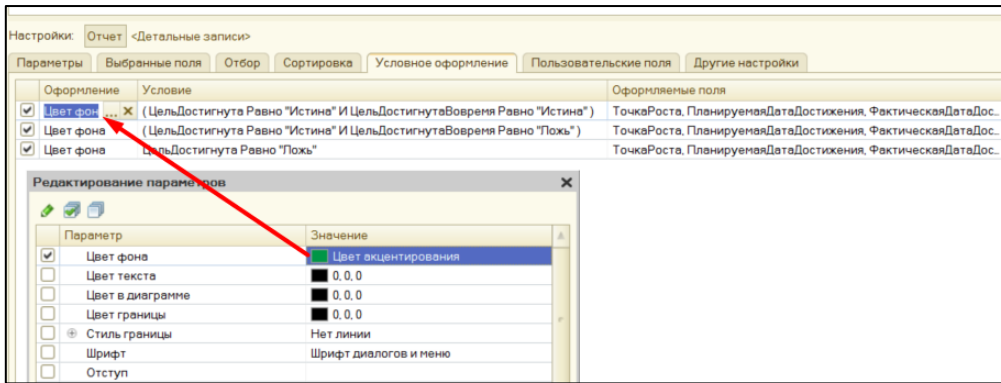 Настройки: Отчет <Детальные записи>
Параметры Выбранные поля Отбор Сортировка Условное оформление Пользовательские поля Другие настройки
Оформление Условие Оформляемые поля
Цвет фон ... × (ЦельДостигнута Равно "Истина" И ЦельДостигнутаВовремя Равно "Истина") ТочкаРоста, ПланируемаяДатаДостижения, ФактическаяДатаДос...
Цвет фона (ЦельДостигнута Равно "Истина" И ЦельДостигнутаВовремя Равно "Ложь") ТочкаРоста, ПланируемаяДатаДостижения, ФактическаяДатаДос...
Цвет фона ЦельДостигнута Равно "Ложь" ТочкаРоста, ПланируемаяДатаДостижения, ФактическаяДатаДос...
Редактирование параметров ×
Параметр Значение
Цвет фона Цвет акцентирования
Цвет текста 0, 0, 0
Цвет в диаграмме 0, 0, 0
Цвет границы 0, 0, 0
Стиль границы Нет линии
Шрифт Шрифт диалогов и меню
Отступ